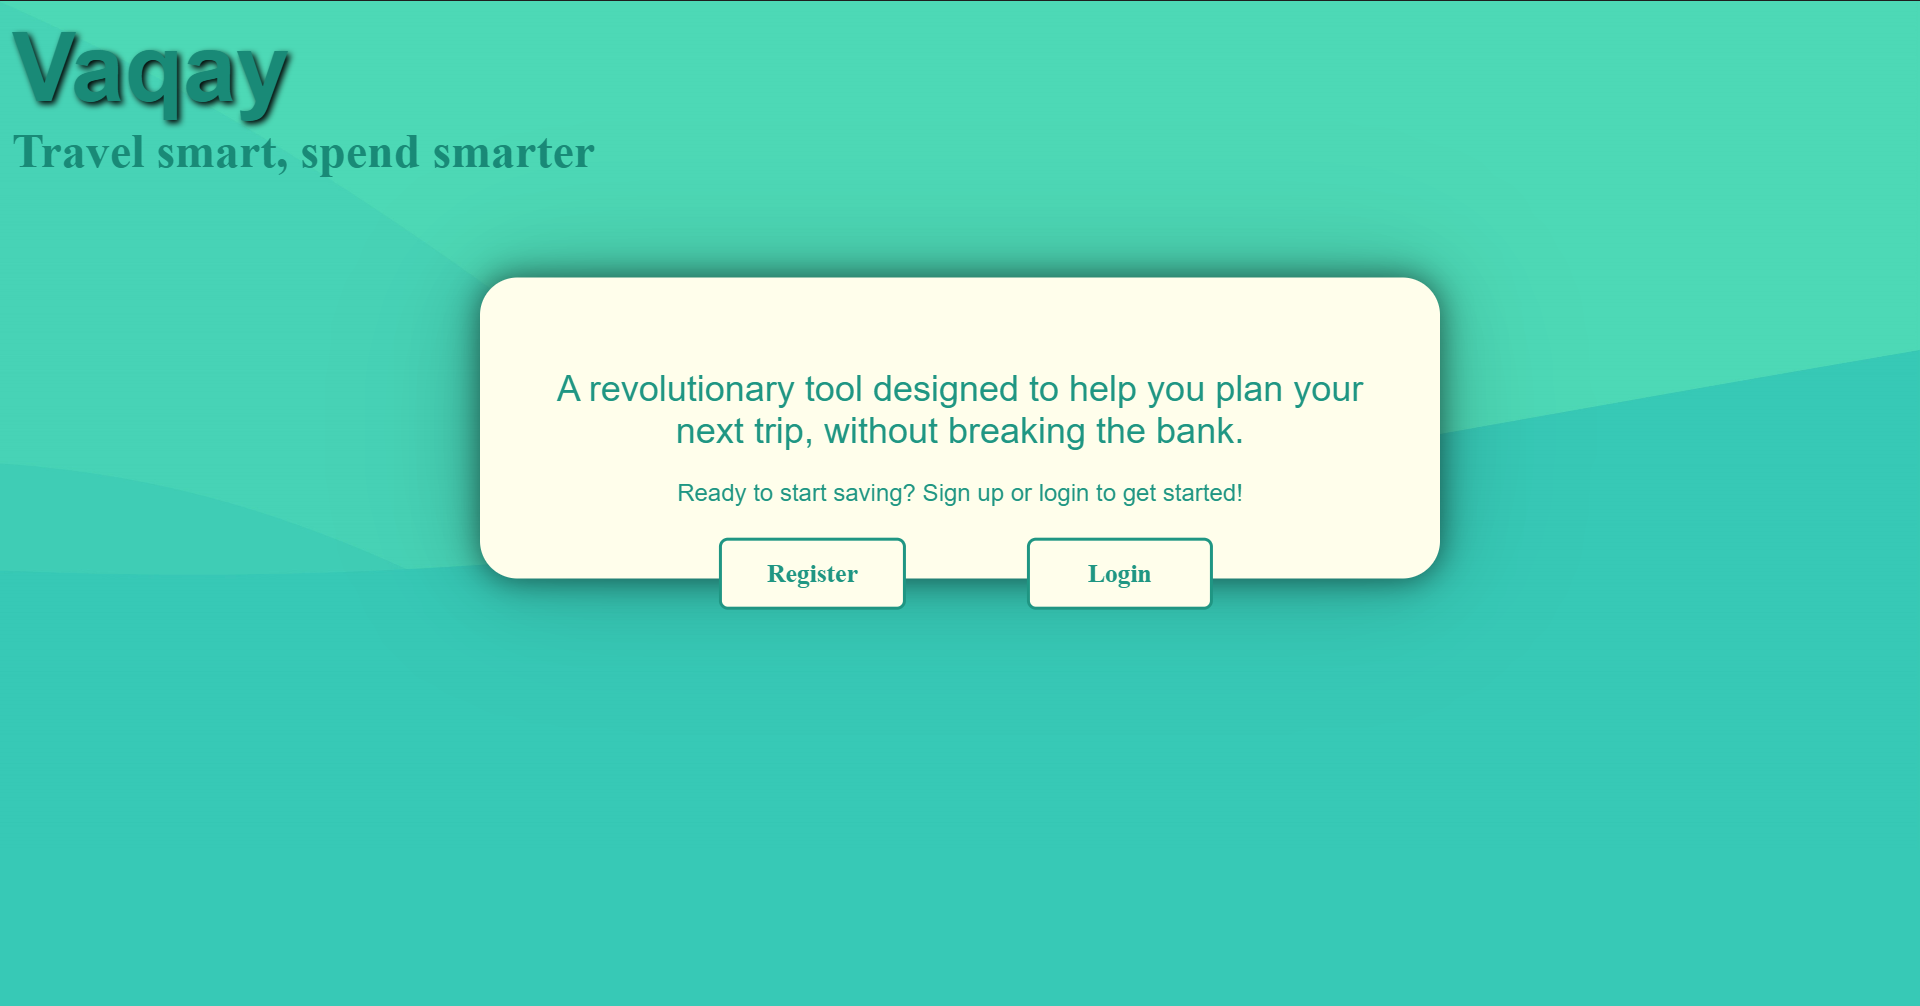 Vaqay
Travel smart, spend smarter
A revolutionary tool designed to help you plan your
next trip, without breaking the bank.
Ready to start saving? Sign up or login to get started!
Register
Login